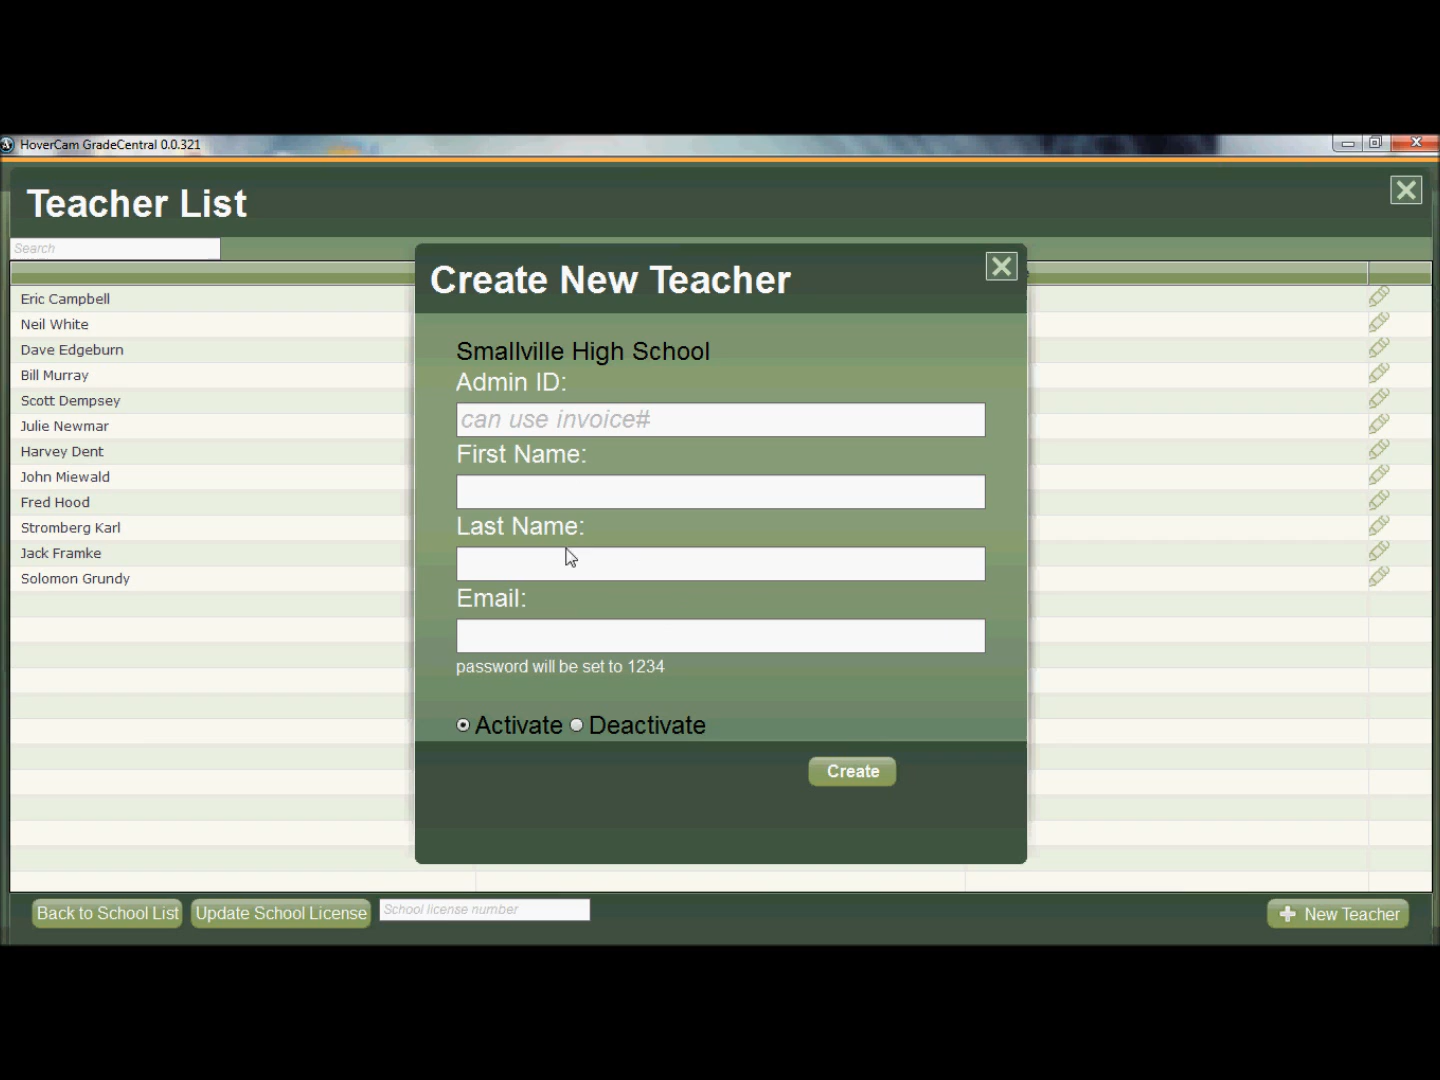 HoverCam GradeCentral 0.0.321
Teacher List
Search
Create New Teacher
Eric Campbell
Neil White
Dave Edgeburn
Bill Murray
Scott Dempsey
Julie Newmar
Harvey Dent
John Miewald
Fred Hood
Stromberg Karl
Jack Framke
Solomon Grundy
Smallville High School
Admin ID:
can use invoice#
First Name:
Last Name:
Email:
password will be set to 1234
Activate Deactivate
Create
Back to School List Update School License School license number New Teacher